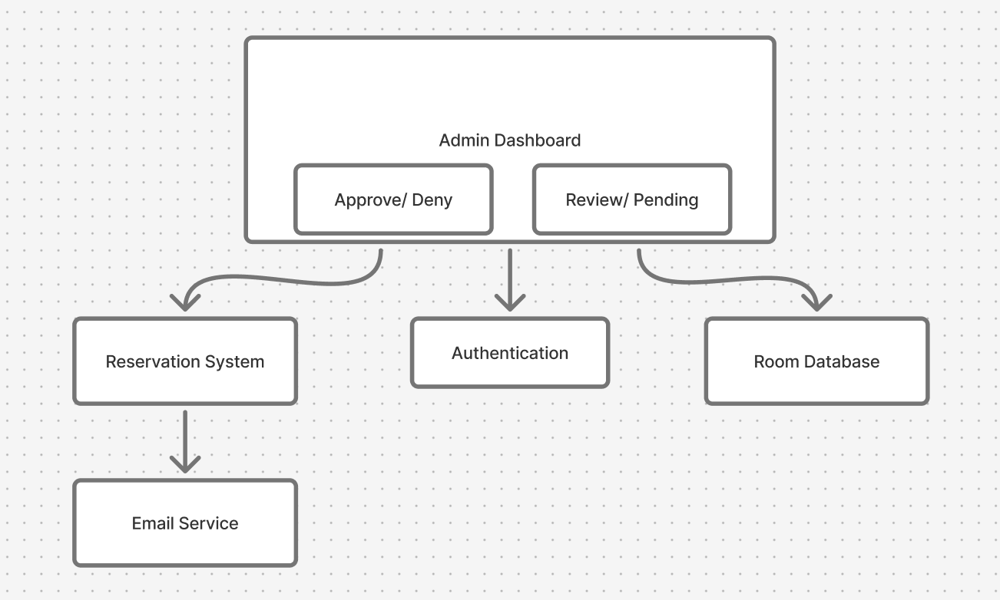 Admin Dashboard
Approve/ Deny
Review/ Pending
Reservation System
Authentication
Room Database
Email Service